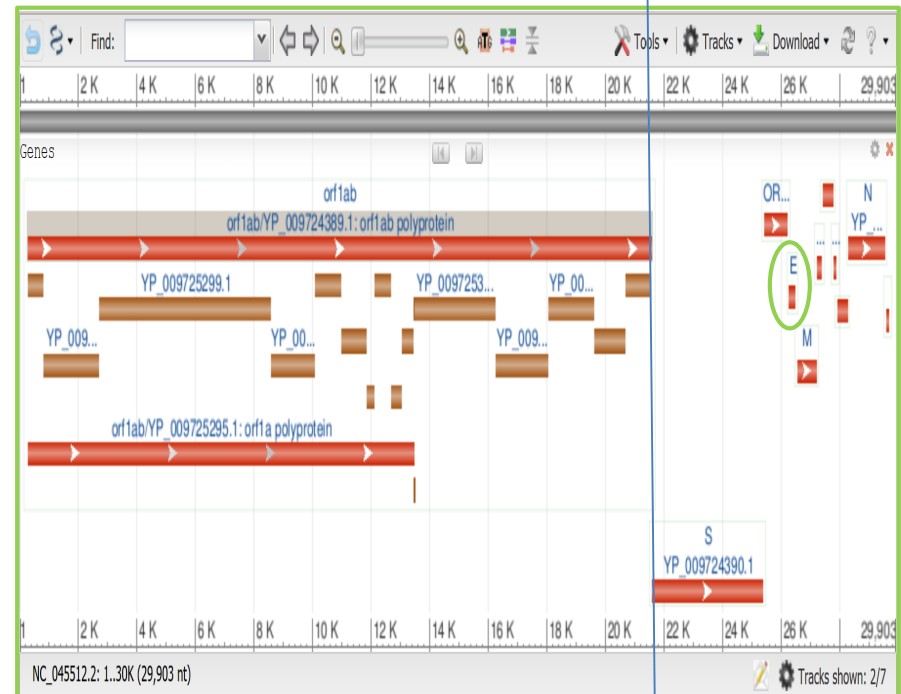 Find:
Tools
Tracks
Download
?
1 2 K 4 K 6 K 8 K 10 K 12 K 14 K 16 K 18 K 20 K 22 K 24 K 26 K 29,903
Genes
orf1ab
orf1ab/YP_009724389.1: orf1ab polyprotein
OR...
N
YP_...
... ...
E
YP_009725299.1 YP_0097253... YP_00...
YP_009... YP_00... YP_009... M
orf1ab/YP_009725295.1: orf1a polyprotein
S
YP_009724390.1
1 2 K 4 K 6 K 8 K 10 K 12 K 14 K 16 K 18 K 20 K 22 K 24 K 26 K 29,903
NC_045512.2: 1..30K (29,903 nt) Tracks shown: 2/7